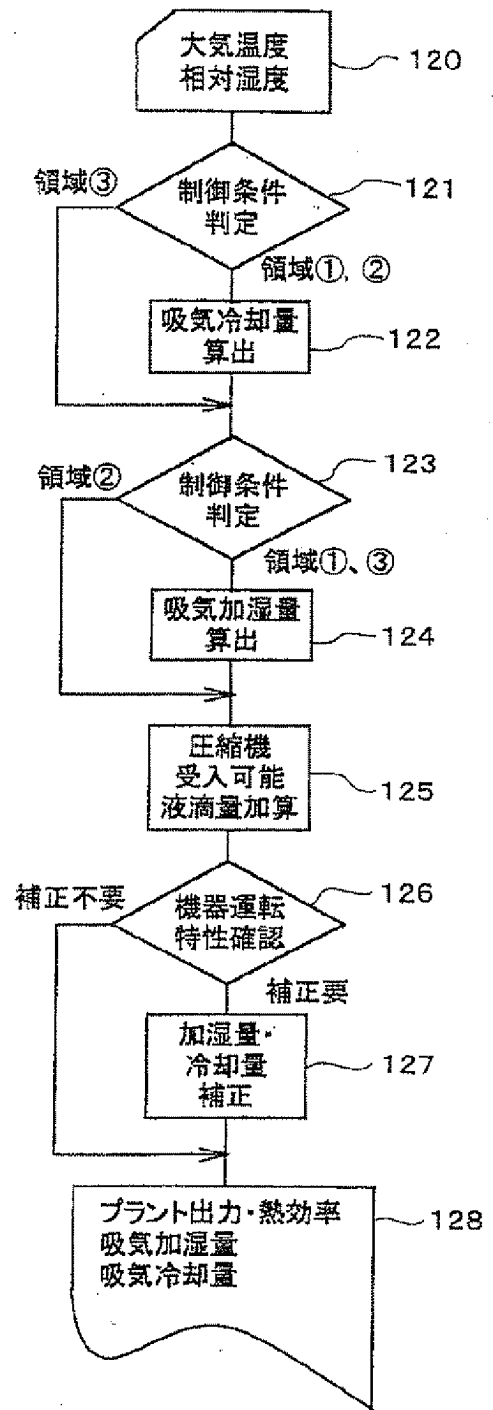 大気温度
相対湿度
120
領域③
制御条件
判定
121
領域①, ②
吸気冷却量
算出
122
領域②
制御条件
判定
123
領域①、③
吸気加湿量
算出
124
圧縮機
受入可能
液滴量加算
125
補正不要
機器運転
特性確認
126
補正要
加湿量・
冷却量
補正
127
プラント出力・熱効率
吸気加湿量
吸気冷却量
128